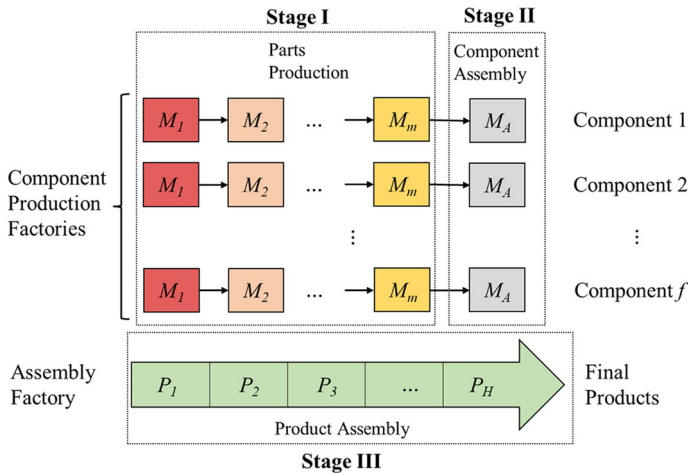 Stage I
Stage II
Parts
Production
Component
Assembly
M1 M2 ... Mm MA Component 1
M1 M2 ... Mm MA Component 2
⋮ ⋮
M1 M2 ... Mm MA Component f
Component
Production
Factories
Assembly
Factory
P1 P2 P3 ... PH
Final
Products
Product Assembly
Stage III